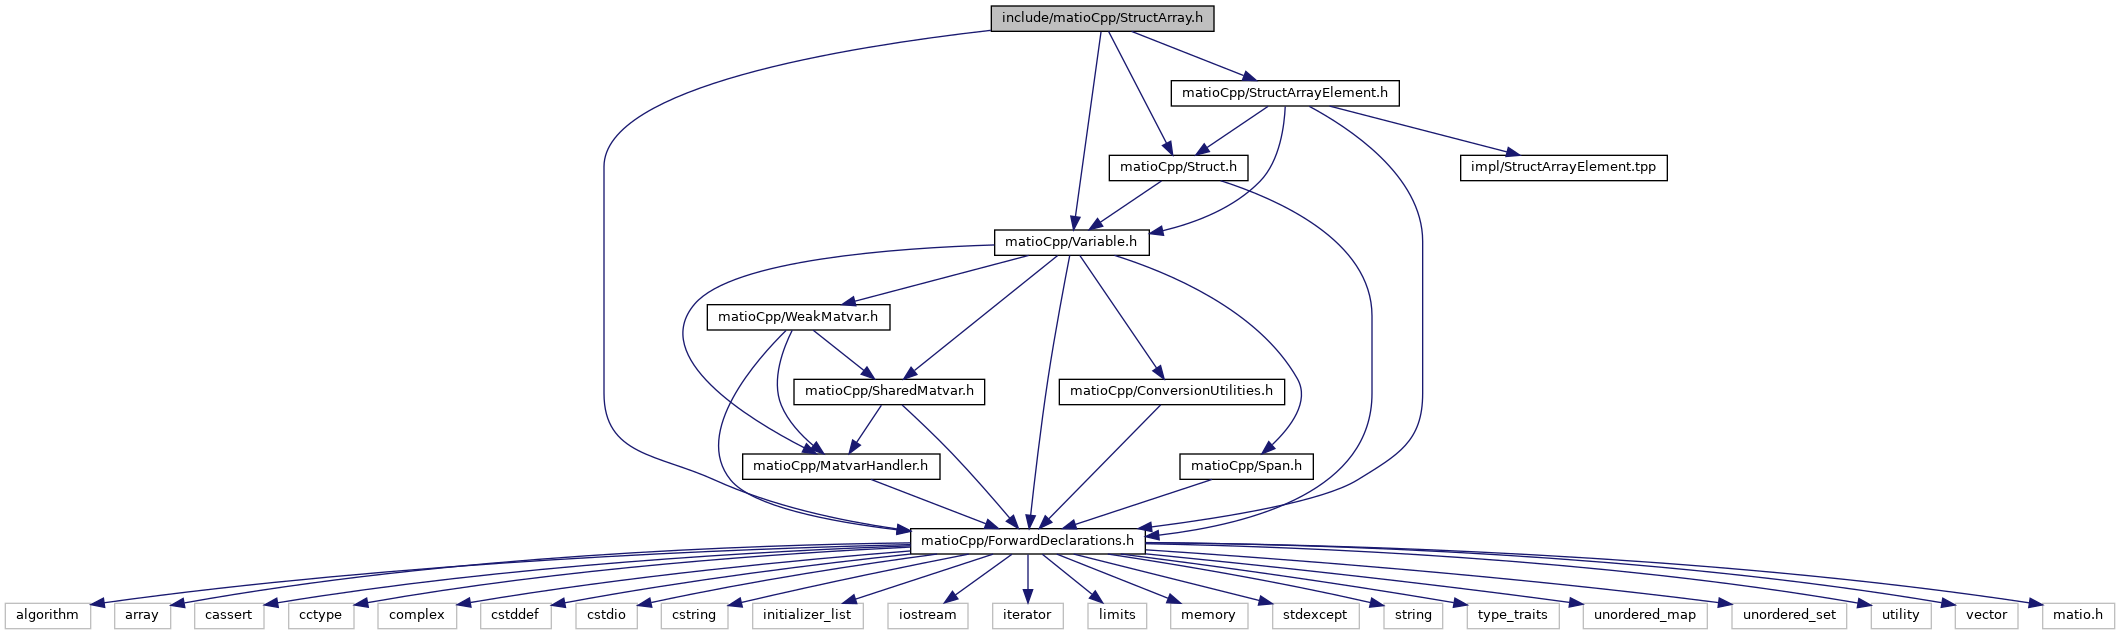 include/matioCpp/StructArray.h
matioCpp/StructArrayElement.h
matioCpp/Struct.h
impl/StructArrayElement.tpp
matioCpp/Variable.h
matioCpp/WeakMatvar.h
matioCpp/SharedMatvar.h
matioCpp/ConversionUtilities.h
matioCpp/MatvarHandler.h
matioCpp/Span.h
matioCpp/ForwardDeclarations.h
algorithm
array
cassert
cctype
complex
cstddef
cstdio
cstring
initializer_list
iostream
iterator
limits
memory
stdexcept
string
type_traits
unordered_map
unordered_set
utility
vector
matio.h